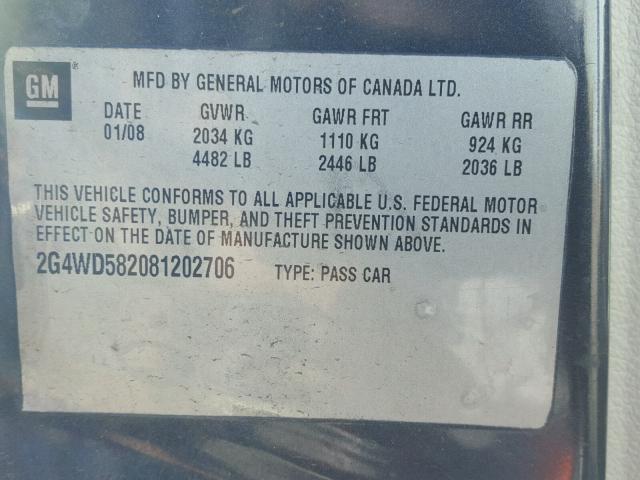 GM® MFD BY GENERAL MOTORS OF CANADA LTD.
DATE GVWR GAWR FRT GAWR RR
01/08 2034 KG 1110 KG 924 KG
4482 LB 2446 LB 2036 LB
THIS VEHICLE CONFORMS TO ALL APPLICABLE U.S. FEDERAL MOTOR
VEHICLE SAFETY, BUMPER, AND THEFT PREVENTION STANDARDS IN
EFFECT ON THE DATE OF MANUFACTURE SHOWN ABOVE.
2G4WD582081202706 TYPE: PASS CAR